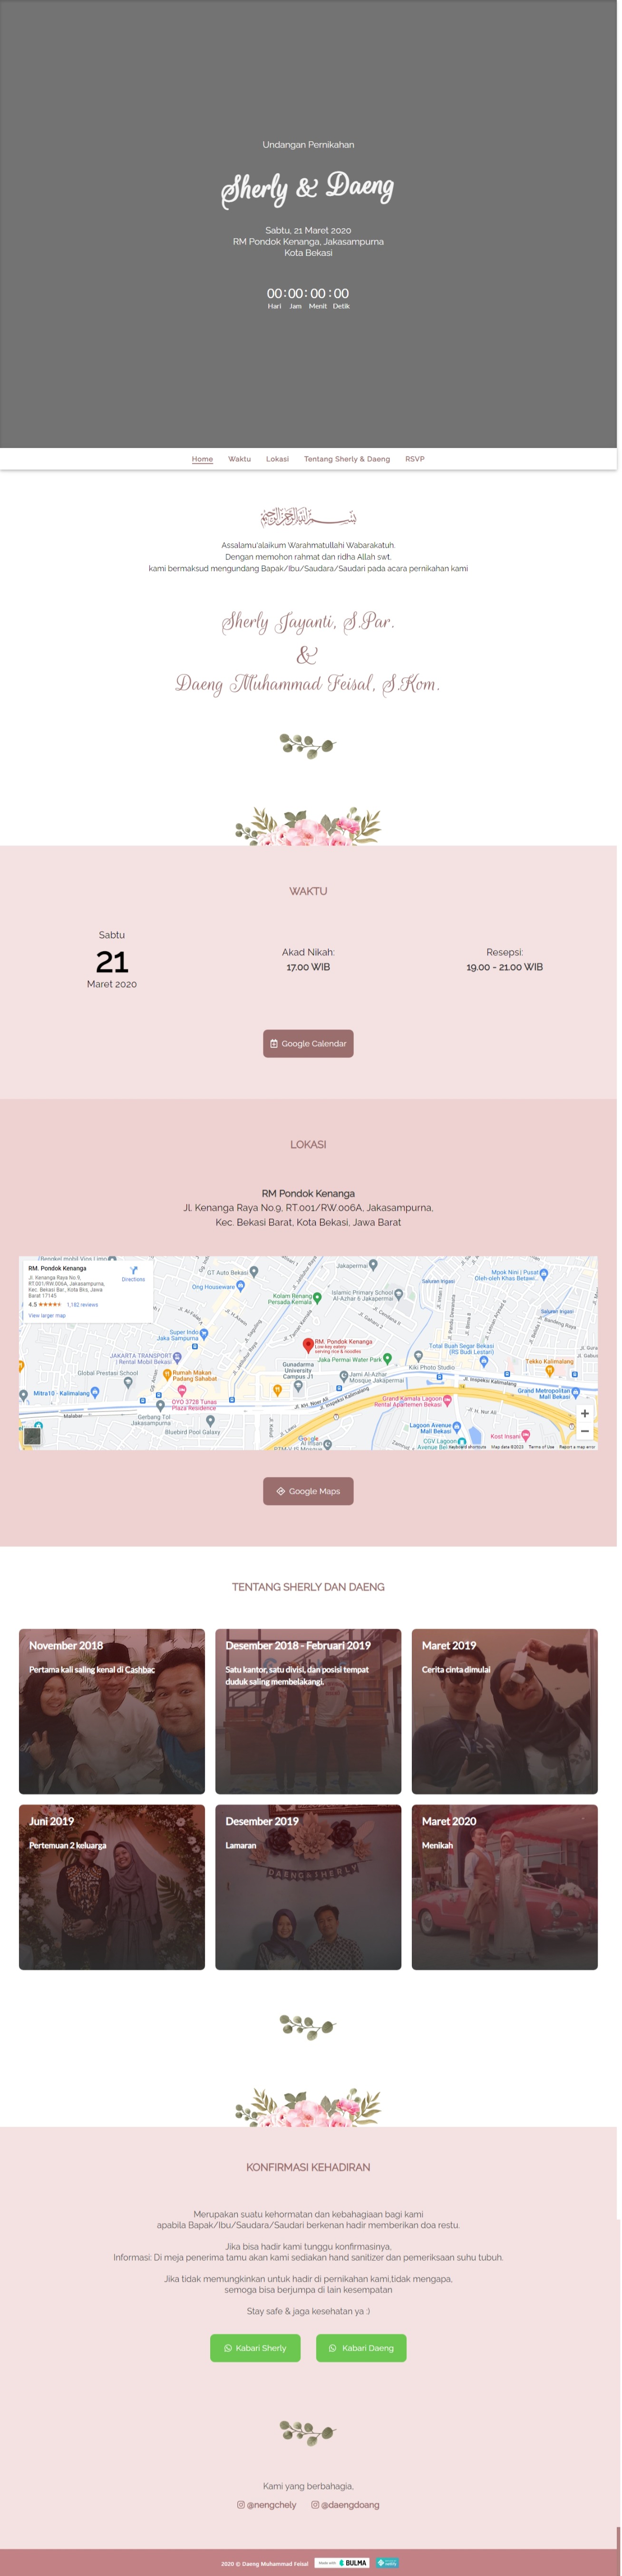 Undangan Pernikahan
Sherly & Daeng
Sabtu, 21 Maret 2020
RM Pondok Kenanga, Jakasampurna
Kota Bekasi
00:00:00:00
Hari Jam Menit Detik
Home Waktu Lokasi Tentang Sherly & Daeng RSVP
Assalamu'alaikum Warahmatullahi Wabarakatuh.
Dengan memohon rahmat dan ridha Allah swt.
kami bermaksud mengundang Bapak/Ibu/Saudara/Saudari pada acara pernikahan kami
Sherly Jayanti, S.Par.
&
Daeng Muhammad Feisal, S.Kom.
WAKTU
Sabtu
21
Maret 2020
Akad Nikah:
17.00 WIB
Resepsi:
19.00 - 21.00 WIB
Google Calendar
LOKASI
RM Pondok Kenanga
Jl. Kenanga Raya No.9, RT.001/RW.006A, Jakasampurna,
Kec. Bekasi Barat, Kota Bekasi, Jawa Barat
RM. Pondok Kenanga
Jl. Kenanga Raya No.9,
RT.001/RW.006A, Jakasampurna,
Kec. Bekasi Bar., Kota Bks, Jawa
Barat 17145
4.5 1,182 reviews
View larger map
Directions
GT Auto Bekasi
Ong Houseware
Jakapermai
Kolam Renang
Persada Kemala
Islamic Primary School
Al-Azhar 6 Jakapermai
Saluran irigasi
Mpok Nini | Pusat
Oleh-oleh Khas Betawi..
Saluran irigasi
Super Indo
Jaka Sampurna
RM. Pondok Kenanga
Low-key eatery
serving rice & noodles
JAKARTA TRANSPORT
| Rental Mobil Bekasi
Jaka Permai Water Park
Total Buah Segar Bekasi
(RS Budi Lestari)
Global Prestasi School
Rumah Makan
Padang Sahabat
Gunadarma
University
Campus J1
Kiki Photo Studio
Tekko Kalimalang
Jami Al-Azhar
Mosque Jakapermai
Mitra10 - Kalimalang
OYO 3728 Tunas
Plaza Residence
Grand Kamala Lagoon
Rental Apartemen Bekasi
Grand Metropolitan
Mall Bekasi
Gerbang Tol
Jakasampurna
Bluebird Pool Galaxy
Lagoon Avenue
Mall Bekasi
Kost Insani
CGV Lagoon
Google
Keyboard shortcuts Map data ©2023 Terms of Use Report a map error
Google Maps
TENTANG SHERLY DAN DAENG
November 2018
Pertama kali saling kenal di Cashbac
Desember 2018 - Februari 2019
Satu kantor, satu divisi, dan posisi tempat
duduk saling membelakangi.
Maret 2019
Cerita cinta dimulai
Juni 2019
Pertemuan 2 keluarga
Desember 2019
Lamaran
DAENG SHERLY
Maret 2020
Menikah
KONFIRMASI KEHADIRAN
Merupakan suatu kehormatan dan kebahagiaan bagi kami
apabila Bapak/Ibu/Saudara/Saudari berkenan hadir memberikan doa restu.
Jika bisa hadir kami tunggu konfirmasinya,
Informasi: Di meja penerima tamu akan kami sediakan hand sanitizer dan pemeriksaan suhu tubuh.
Jika tidak memungkinkan untuk hadir di pernikahan kami,tidak mengapa,
semoga bisa berjumpa di lain kesempatan
Stay safe & jaga kesehatan ya :)
Kabari Sherly
Kabari Daeng
Kami yang berbahagia,
@nengchely @daengdoang
2020 © Daeng Muhammad Feisal
Made with BULMA